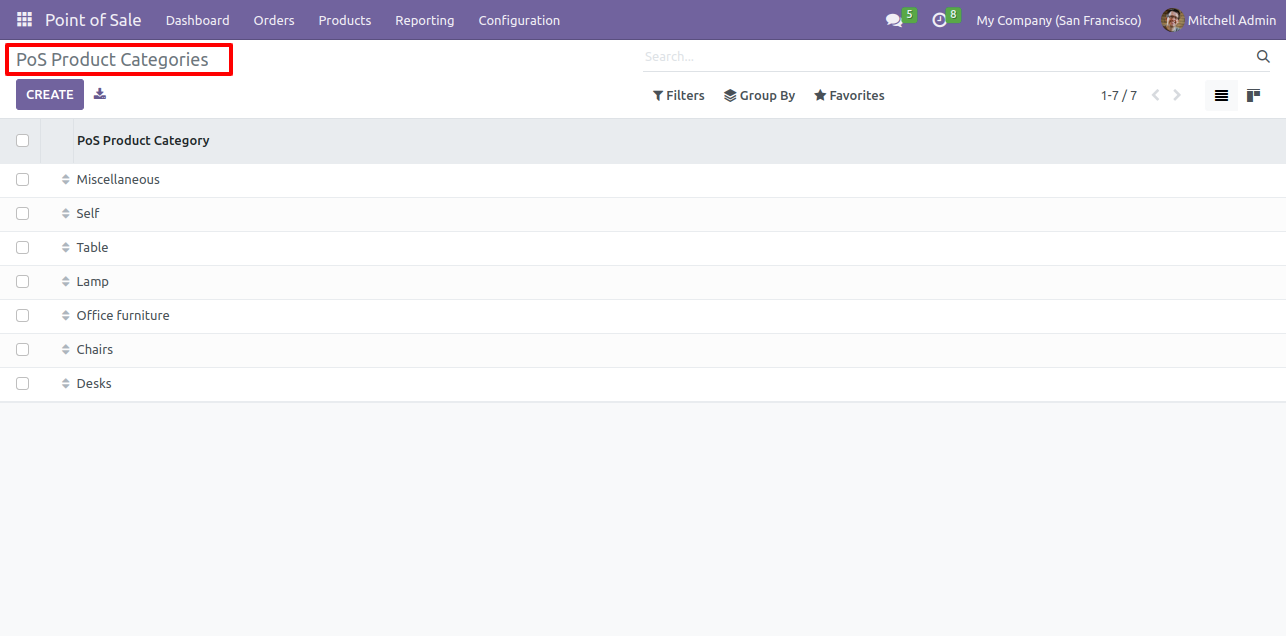 Point of Sale Dashboard Orders Products Reporting Configuration 5 8 My Company (San Francisco) Mitchell Admin
PoS Product Categories
Search...
CREATE
Filters Group By Favorites 1-7 / 7
PoS Product Category
Miscellaneous
Self
Table
Lamp
Office furniture
Chairs
Desks